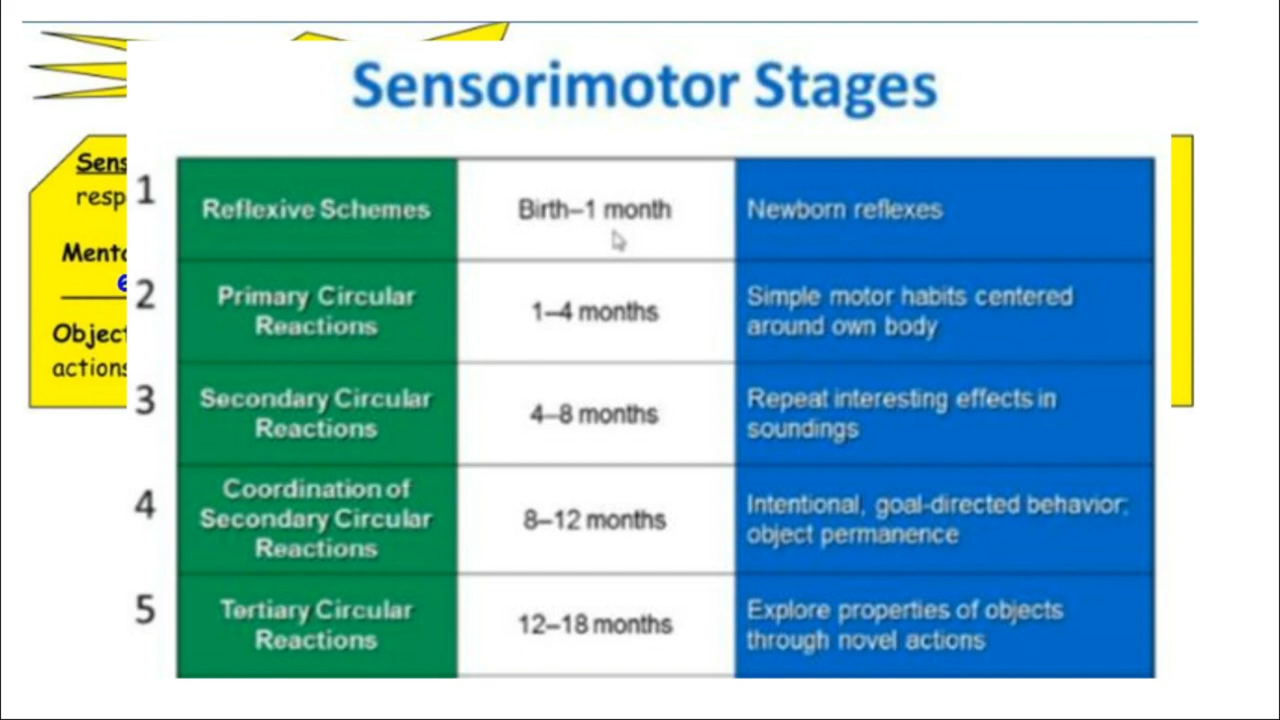 Sensorimotor Stages
Sens
resp
Ment
Object
actions
1
Reflexive Schemes
Birth–1 month
Newborn reflexes
2
Primary Circular
Reactions
1–4 months
Simple motor habits centered
around own body
3
Secondary Circular
Reactions
4–8 months
Repeat interesting effects in
soundings
4
Coordination of
Secondary Circular
Reactions
8–12 months
Intentional, goal-directed behavior;
object permanence
5
Tertiary Circular
Reactions
12–18 months
Explore properties of objects
through novel actions